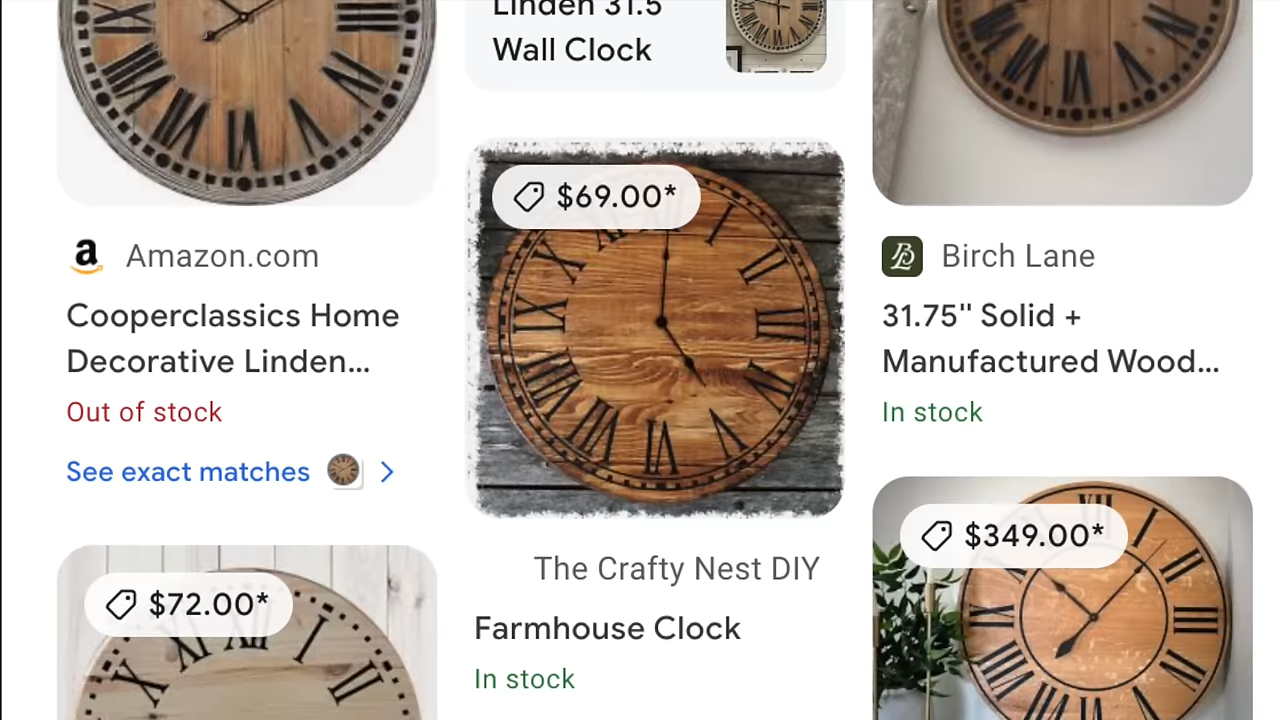 Linden 31.5
Wall Clock
Amazon.com
Cooperclassics Home
Decorative Linden...
Out of stock
See exact matches
$72.00*
$69.00*
The Crafty Nest DIY
Farmhouse Clock
In stock
Birch Lane
31.75" Solid +
Manufactured Wood...
In stock
$349.00*